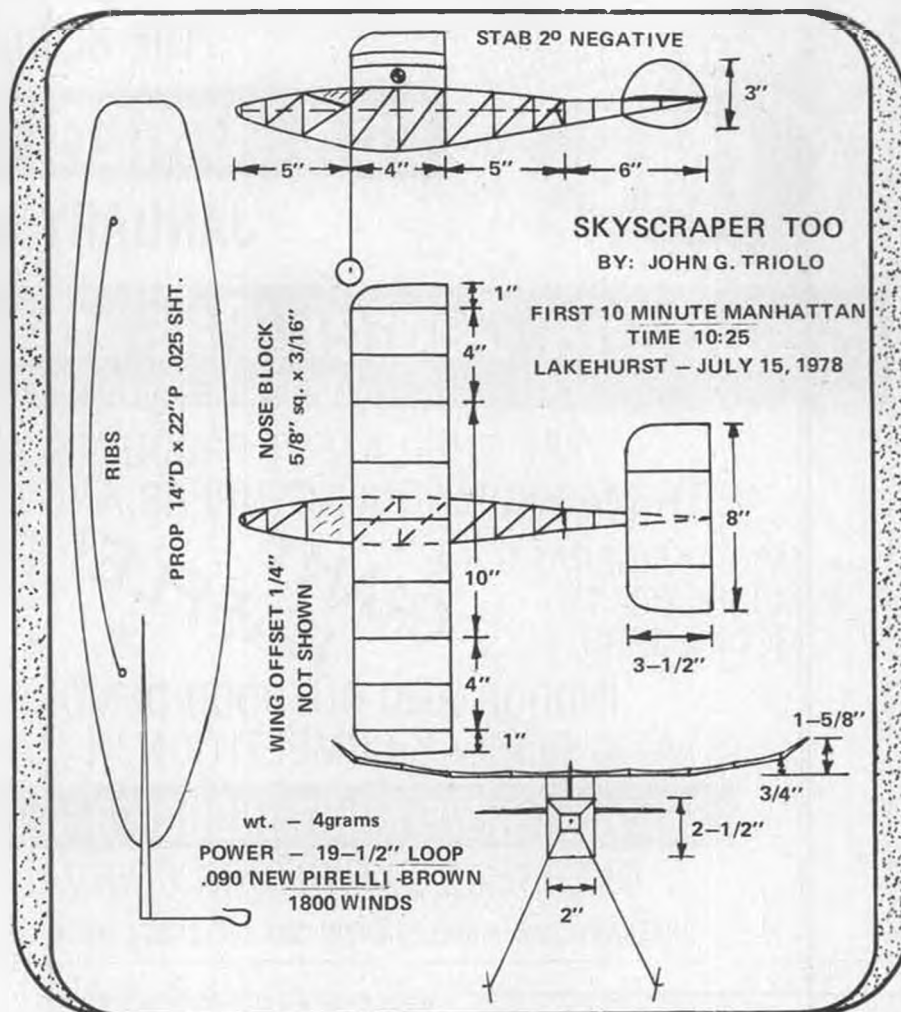 STAB 2º NEGATIVE
3"
5" 4" 5" 6"
SKYSCRAPER TOO
BY: JOHN G. TRIOLO
FIRST 10 MINUTE MANHATTAN
TIME 10:25
LAKEHURST – JULY 15, 1978
RIBS
PROP 14"D x 22"P .025 SHT.
NOSE BLOCK
5/8" sq. x 3/16"
WING OFFSET 1/4"
NOT SHOWN
1"
4"
10"
4"
1"
8"
3–1/2"
1–5/8"
3/4"
2–1/2"
2"
wt. – 4grams
POWER – 19–1/2" LOOP
.090 NEW PIRELLI -BROWN
1800 WINDS